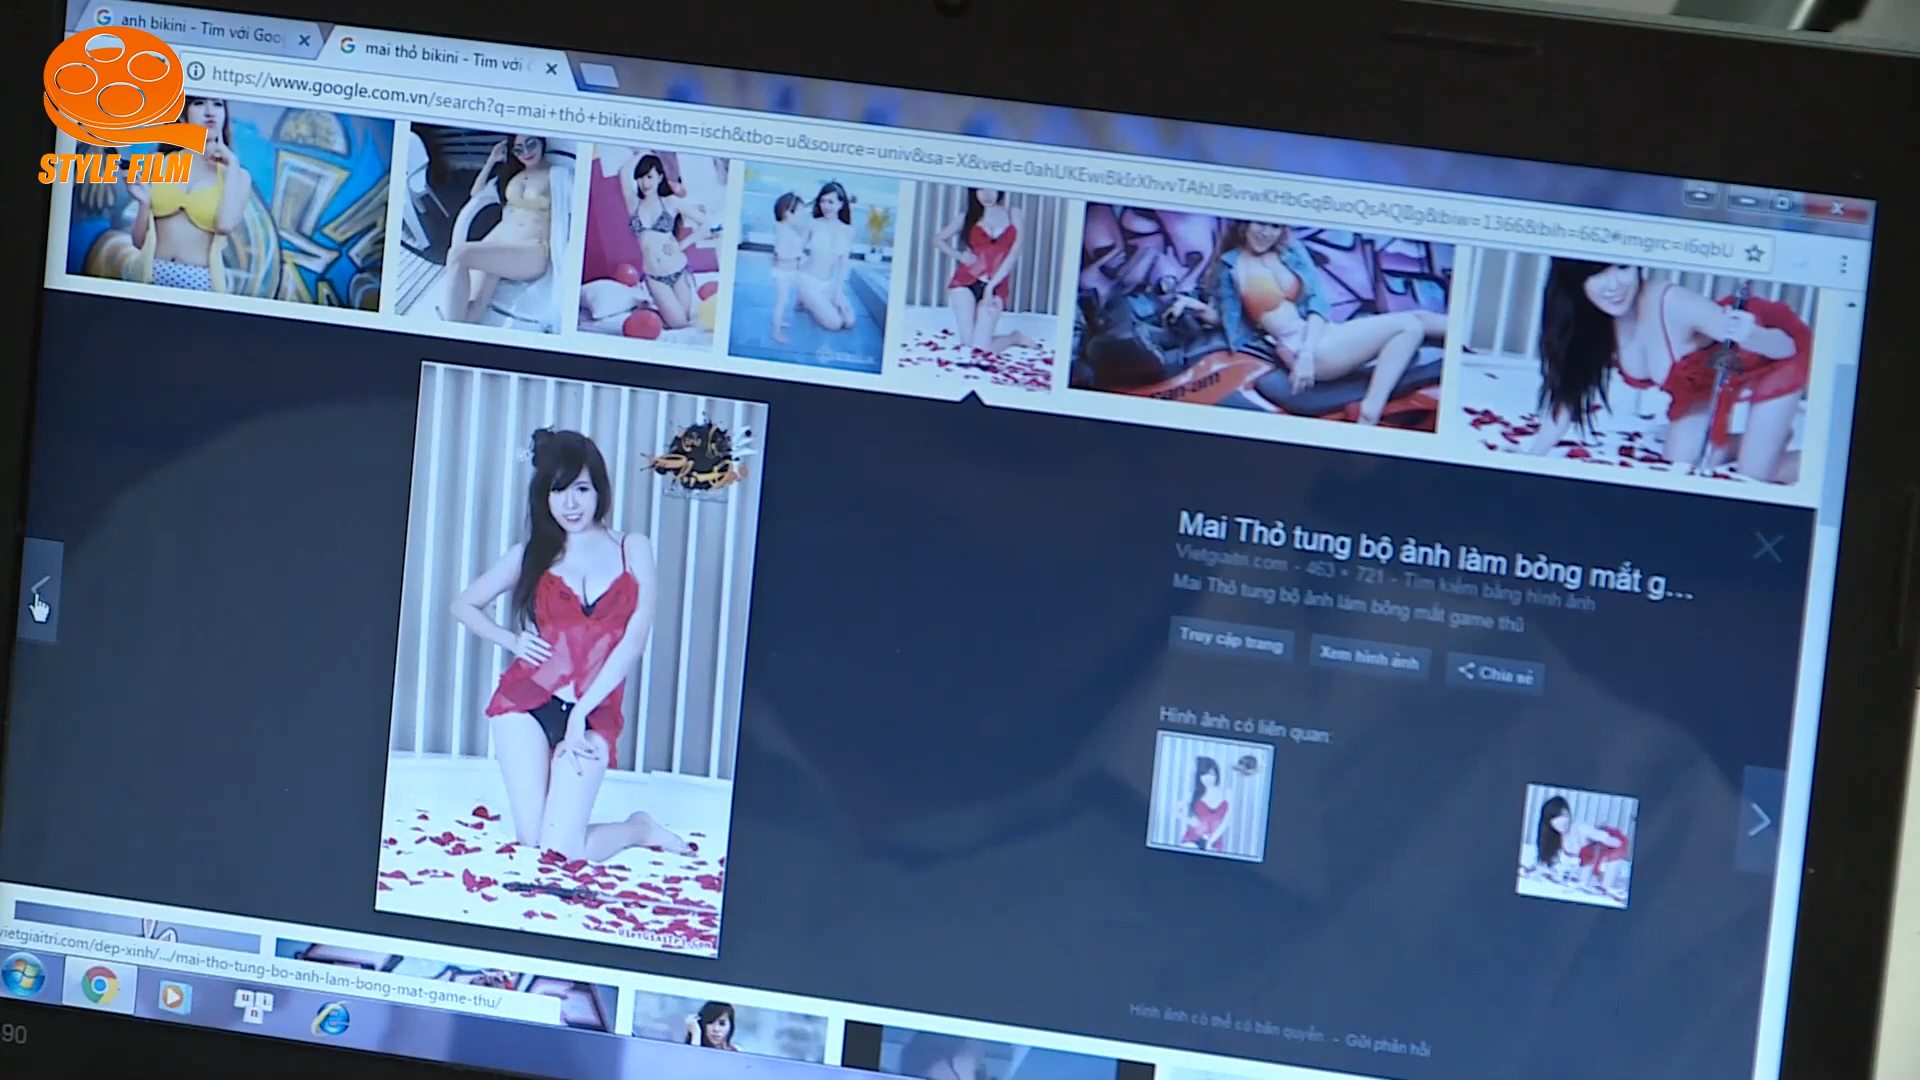 anh bikini - Tìm với Goo
mai thỏ bikini - Tìm với
https://www.google.com.vn/search?q=mai+thỏ+bikini&tbm=isch&tbo=u&source=univ&sa=X&ved=0ahUKEwiBkIrXhvvTAhUBvrwKHbGqBuoQsAQIIg&biw=1366&bih=662#imgrc=i6qbU
STYLE FILM
Mai Thỏ tung bộ ảnh làm bỏng mắt g...
Vietgiaitri.com - 463 × 721 - Tìm kiếm bằng hình ảnh
Mai Thỏ tung bộ ảnh làm bỏng mắt game thủ
Truy cập trang
Xem hình ảnh
Chia sẻ
Hình ảnh có liên quan:
VietGiaiTri.Com
Hình ảnh có thể có bản quyền. - Gửi phản hồi
vietgiaitri.com/dep-xinh/.../mai-tho-tung-bo-anh-lam-bong-mat-game-thu/
u i n
90